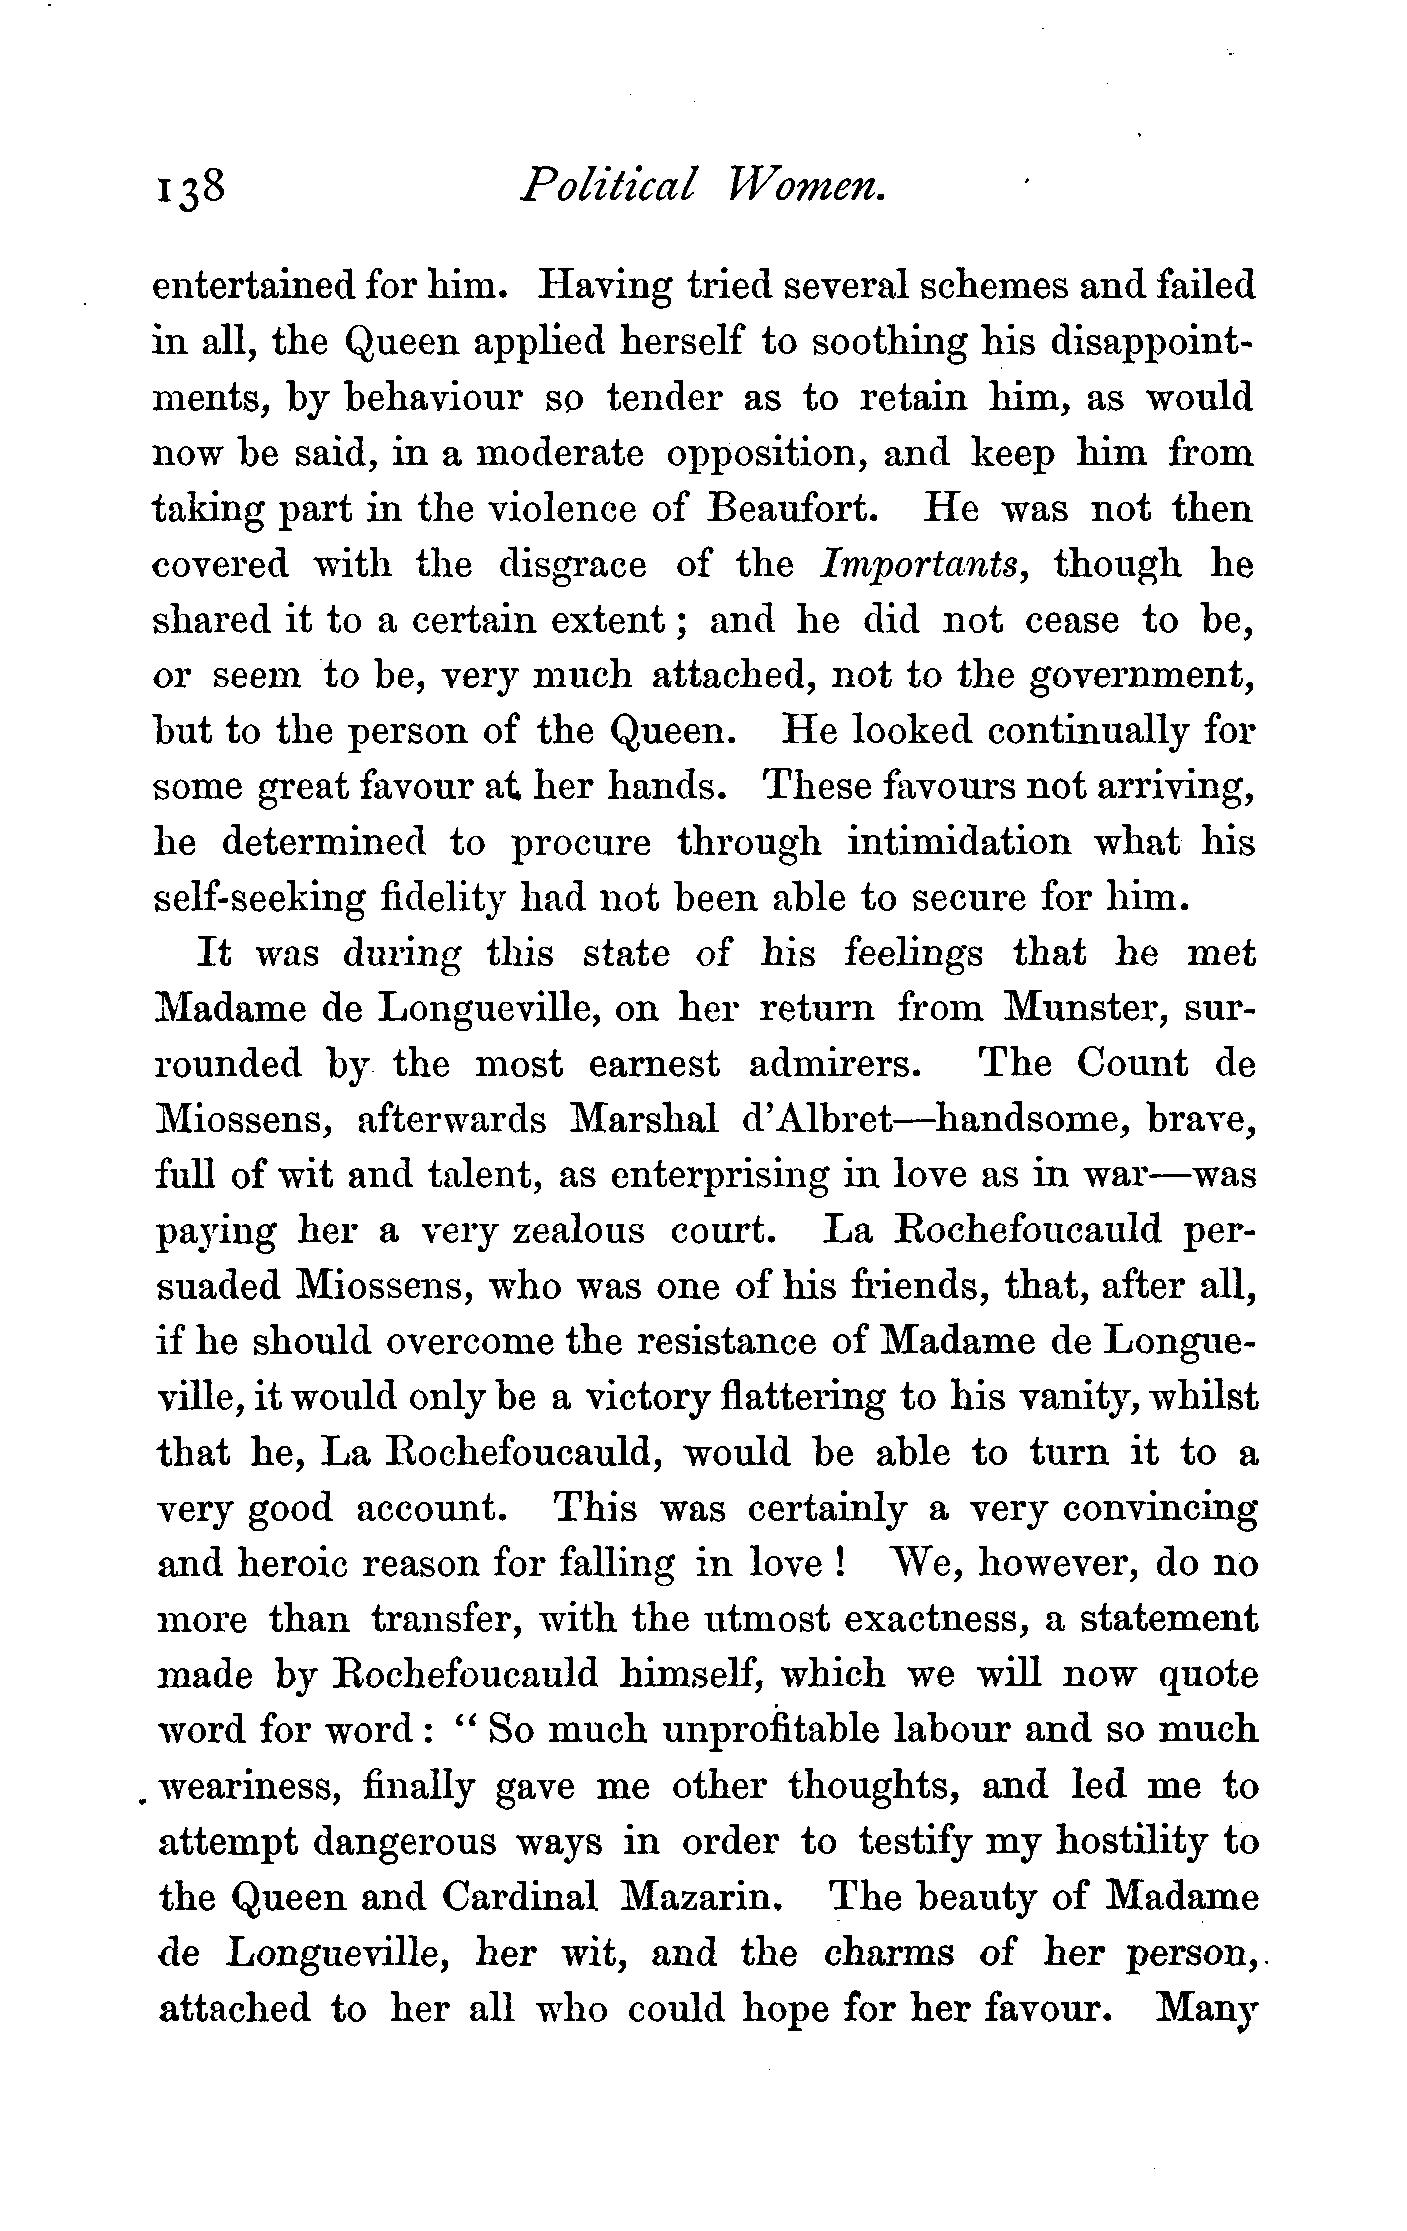 138 Political Women.
entertained for him. Having tried several schemes and failed
in all, the Queen applied herself to soothing his disappoint-
ments, by behaviour so tender as to retain him, as would
now be said, in a moderate opposition, and keep him from
taking part in the violence of Beaufort. He was not then
covered with the disgrace of the Importants, though he
shared it to a certain extent; and he did not cease to be,
or seem to be, very much attached, not to the government,
but to the person of the Queen. He looked continually for
some great favour at her hands. These favours not arriving,
he determined to procure through intimidation what his
self-seeking fidelity had not been able to secure for him.
It was during this state of his feelings that he met
Madame de Longueville, on her return from Munster, sur-
rounded by the most earnest admirers. The Count de
Miossens, afterwards Marshal d'Albret—handsome, brave,
full of wit and talent, as enterprising in love as in war—was
paying her a very zealous court. La Rochefoucauld per-
suaded Miossens, who was one of his friends, that, after all,
if he should overcome the resistance of Madame de Longue-
ville, it would only be a victory flattering to his vanity, whilst
that he, La Rochefoucauld, would be able to turn it to a
very good account. This was certainly a very convincing
and heroic reason for falling in love! We, however, do no
more than transfer, with the utmost exactness, a statement
made by Rochefoucauld himself, which we will now quote
word for word: "So much unprofitable labour and so much
weariness, finally gave me other thoughts, and led me to
attempt dangerous ways in order to testify my hostility to
the Queen and Cardinal Mazarin. The beauty of Madame
de Longueville, her wit, and the charms of her person,
attached to her all who could hope for her favour. Many